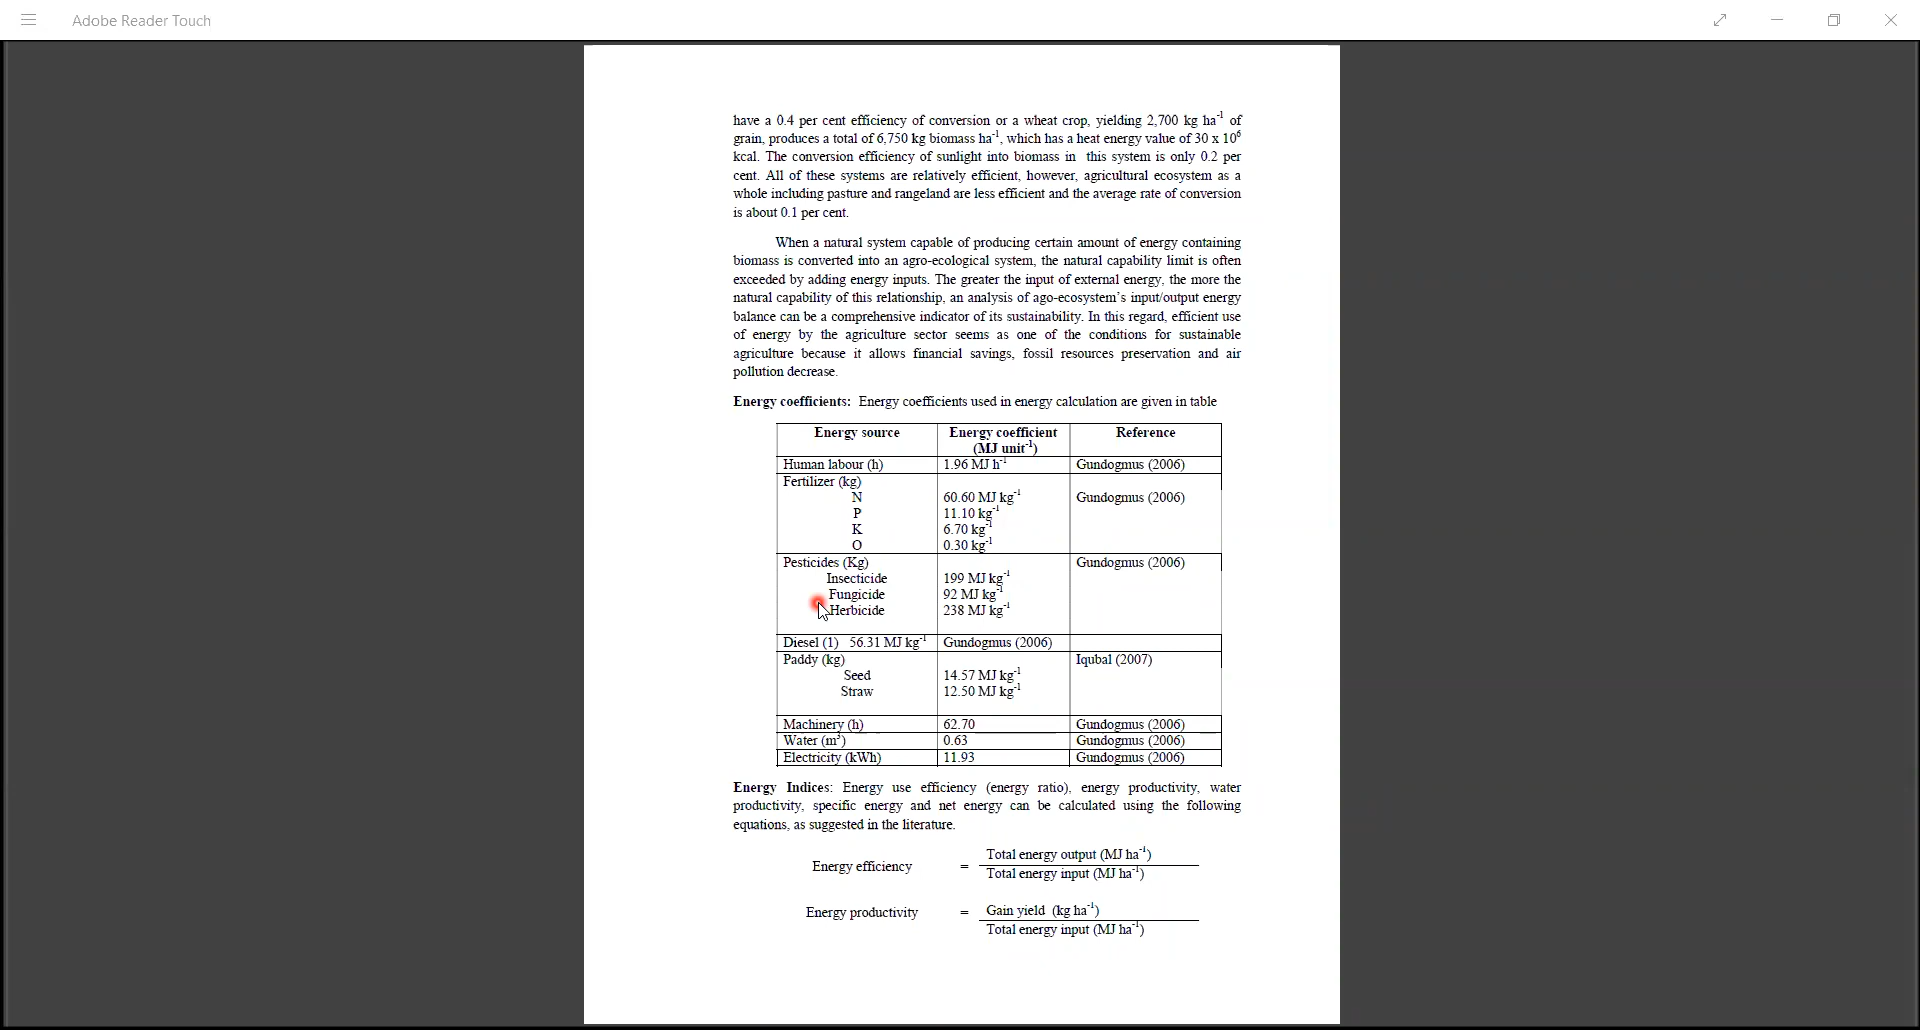 Adobe Reader Touch
have a 0.4 per cent efficiency of conversion or a wheat crop, yielding 2,700 kg ha⁻¹ of
grain, produces a total of 6,750 kg biomass ha⁻¹, which has a heat energy value of 30 x 10⁶
kcal. The conversion efficiency of sunlight into biomass in this system is only 0.2 per
cent. All of these systems are relatively efficient, however, agricultural ecosystem as a
whole including pasture and rangeland are less efficient and the average rate of conversion
is about 0.1 per cent.
When a natural system capable of producing certain amount of energy containing
biomass is converted into an agro-ecological system, the natural capability limit is often
exceeded by adding energy inputs. The greater the input of external energy, the more the
natural capability of this relationship, an analysis of ago-ecosystem's input/output energy
balance can be a comprehensive indicator of its sustainability. In this regard, efficient use
of energy by the agriculture sector seems as one of the conditions for sustainable
agriculture because it allows financial savings, fossil resources preservation and air
pollution decrease.
Energy coefficients: Energy coefficients used in energy calculation are given in table
Energy source Energy coefficient (MJ unit⁻¹) Reference
Human labour (h) 1.96 MJ h⁻¹ Gundogmus (2006)
Fertilizer (kg)
N 60.60 MJ kg⁻¹ Gundogmus (2006)
P 11.10 kg⁻¹
K 6.70 kg⁻¹
O 0.30 kg⁻¹
Pesticides (Kg) Gundogmus (2006)
Insecticide 199 MJ kg⁻¹
Fungicide 92 MJ kg⁻¹
Herbicide 238 MJ kg⁻¹
Diesel (1) 56.31 MJ kg⁻¹ Gundogmus (2006)
Paddy (kg) Iqubal (2007)
Seed 14.57 MJ kg⁻¹
Straw 12.50 MJ kg⁻¹
Machinery (h) 62.70 Gundogmus (2006)
Water (m³) 0.63 Gundogmus (2006)
Electricity (kWh) 11.93 Gundogmus (2006)
Energy Indices: Energy use efficiency (energy ratio), energy productivity, water
productivity, specific energy and net energy can be calculated using the following
equations, as suggested in the literature.
Total energy output (MJ ha⁻¹)
Energy efficiency =
Total energy input (MJ ha⁻¹)
Gain yield (kg ha⁻¹)
Energy productivity =
Total energy input (MJ ha⁻¹)